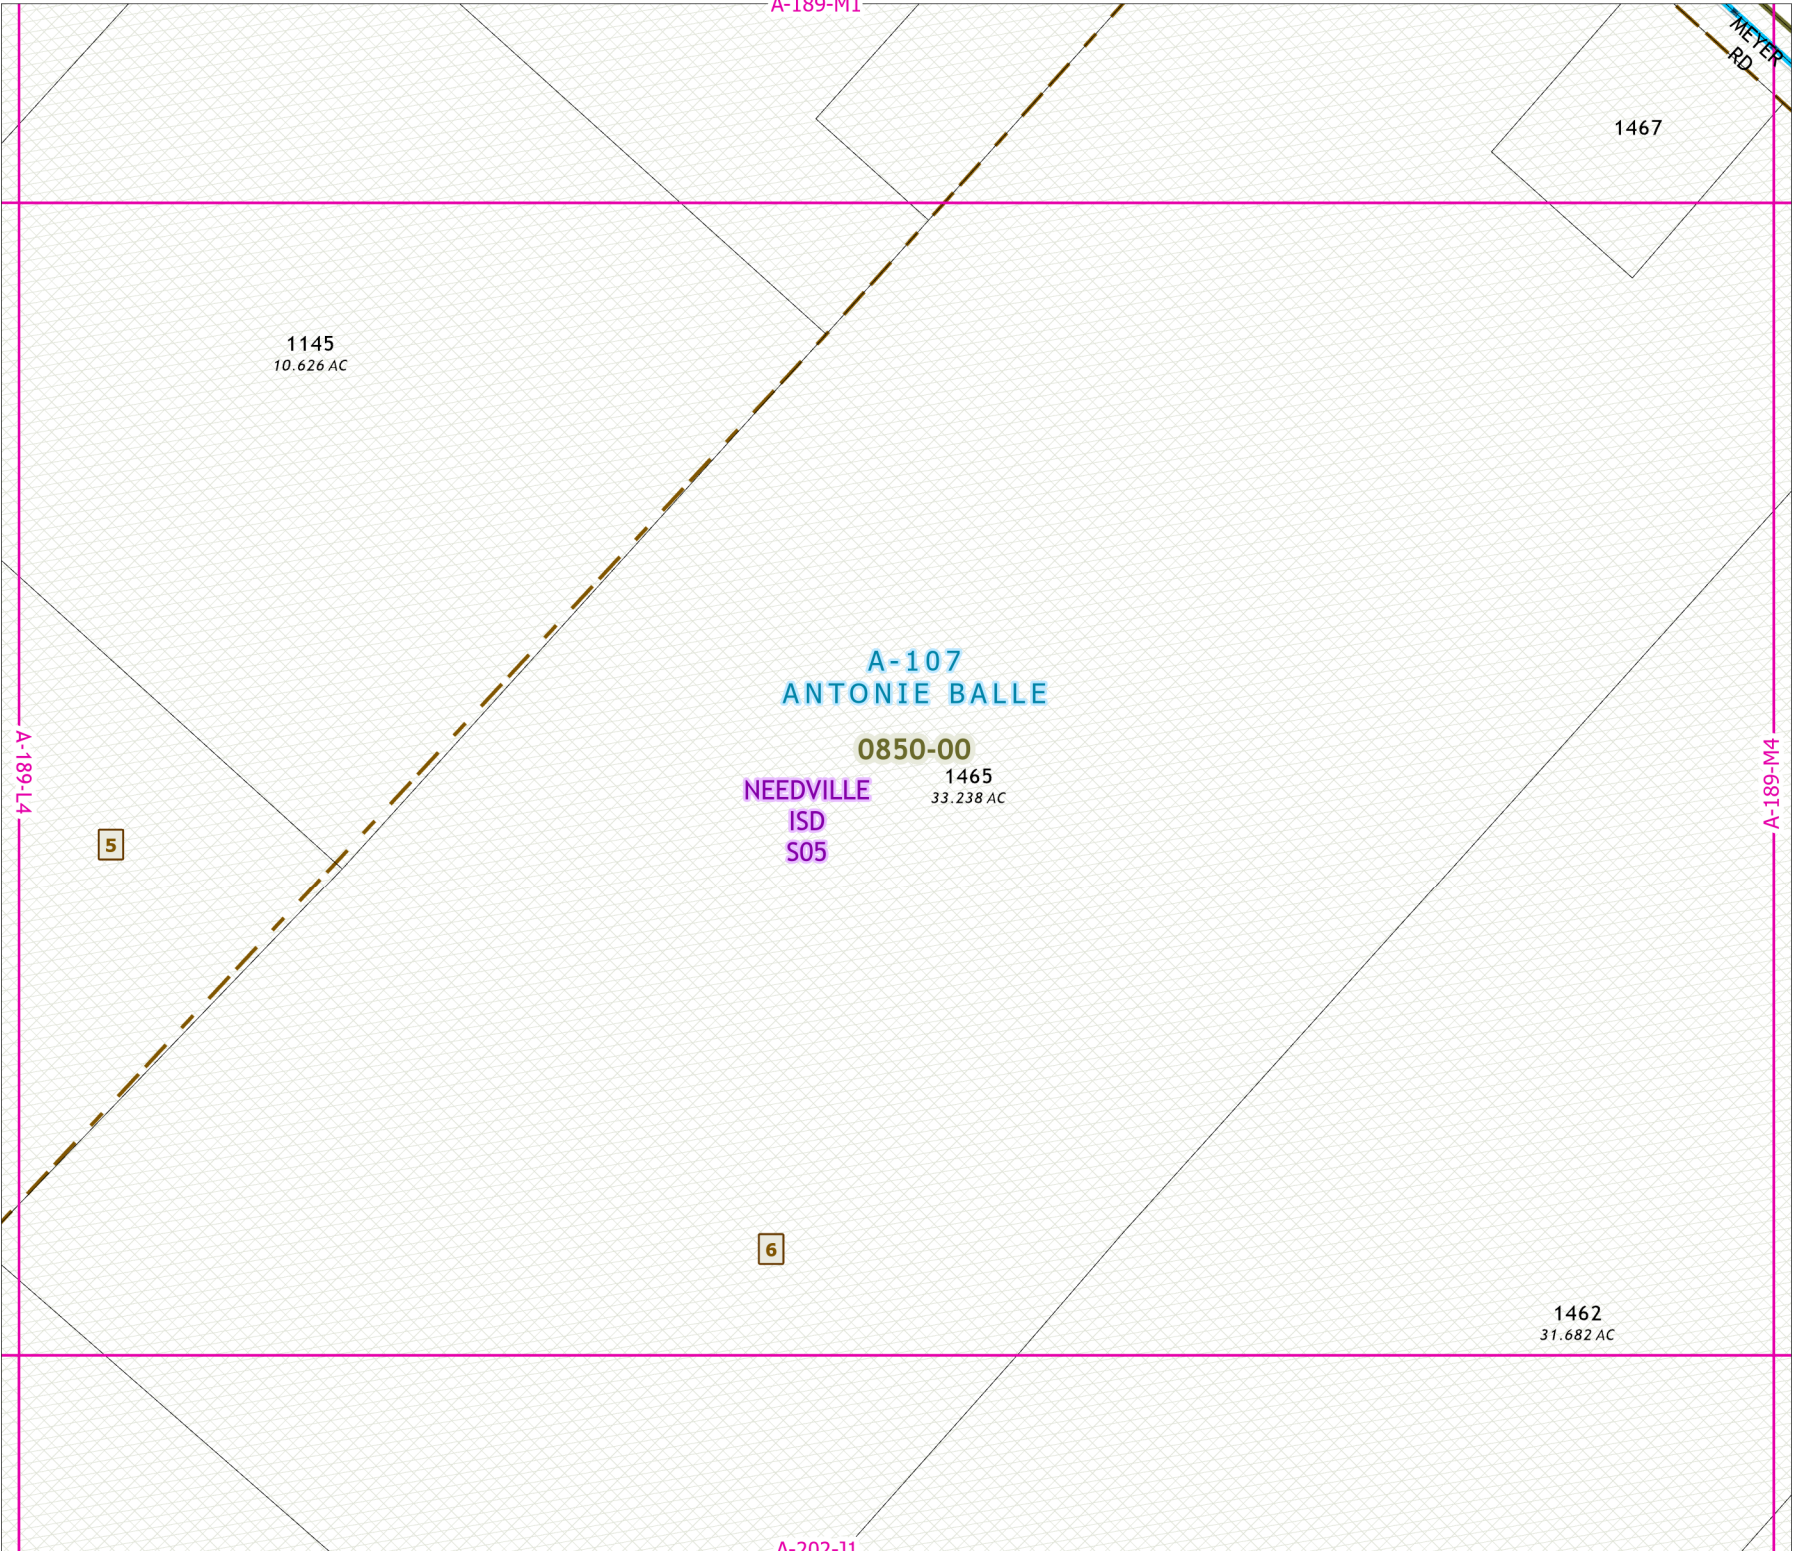 A-189-M1
MEYER
RD
1467
1145
10.626 AC
A-107
ANTONIE BALLE
0850-00
1465
33.238 AC
NEEDVILLE
ISD
S05
A-189-L4
A-189-M4
5
6
1462
31.682 AC
A-202-J1